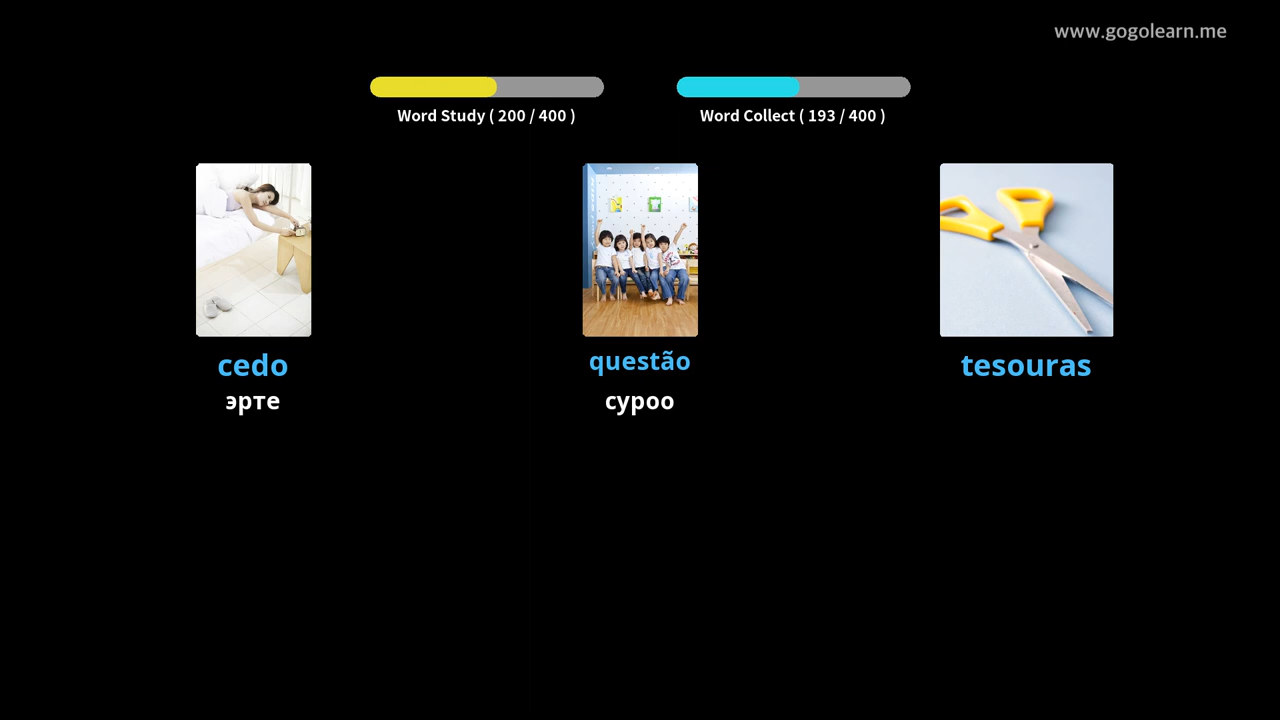 www.gogolearn.me
Word Study ( 200 / 400 )
Word Collect ( 193 / 400 )
cedo
questão
tesouras
эрте
суроо